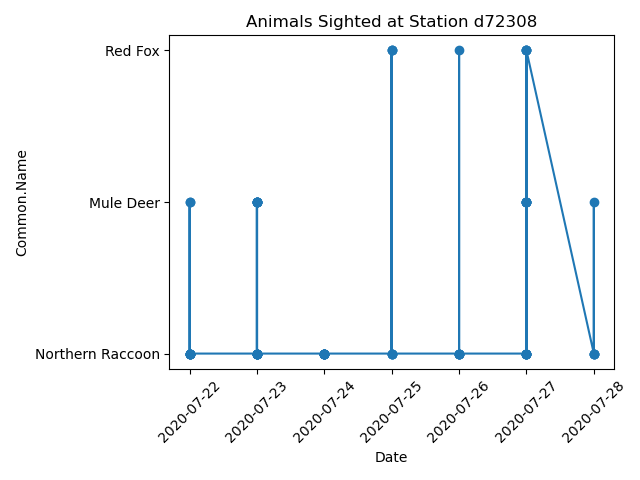 Animals Sighted at Station d72308
Red Fox
Mule Deer
Northern Raccoon
Common.Name
2020-07-22
2020-07-23
2020-07-24
2020-07-25
2020-07-26
2020-07-27
2020-07-28
Date